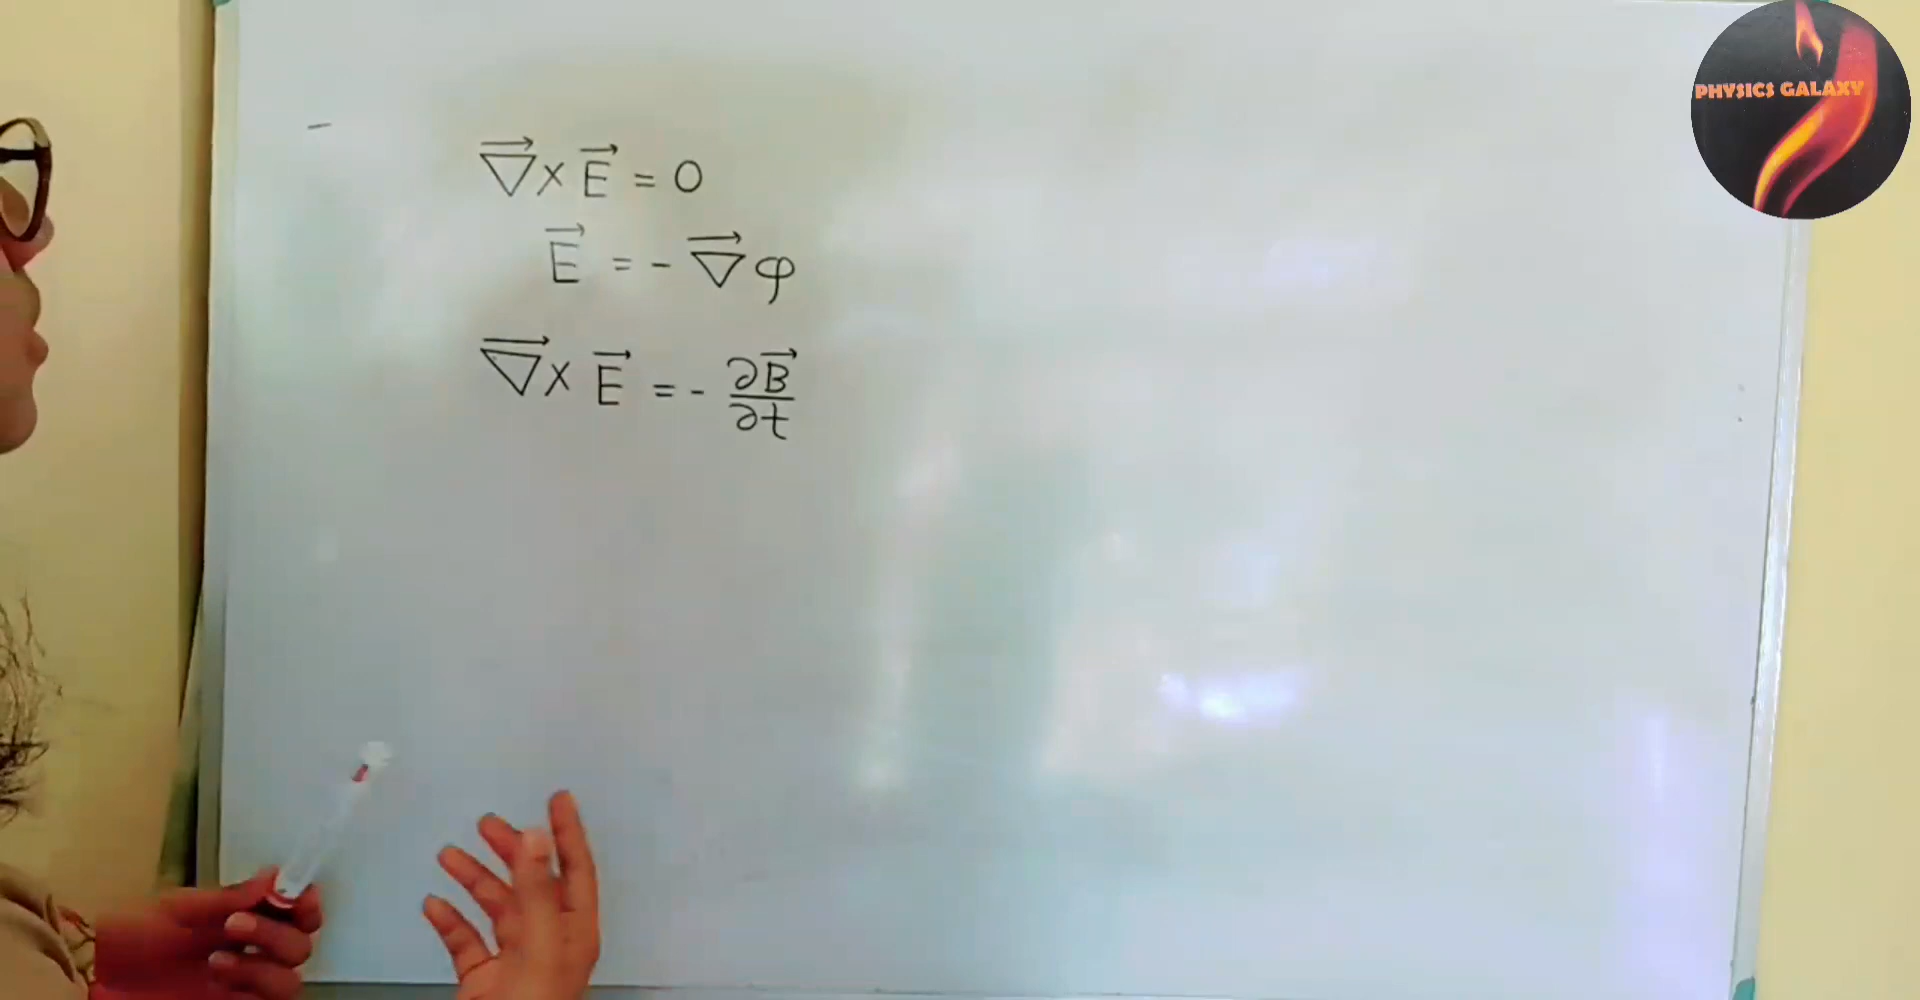 ∇⃗ × E⃗ = 0
E⃗ = - ∇⃗ φ
∇⃗ × E⃗ = - ∂B⃗/∂t
PHYSICS GALAXY